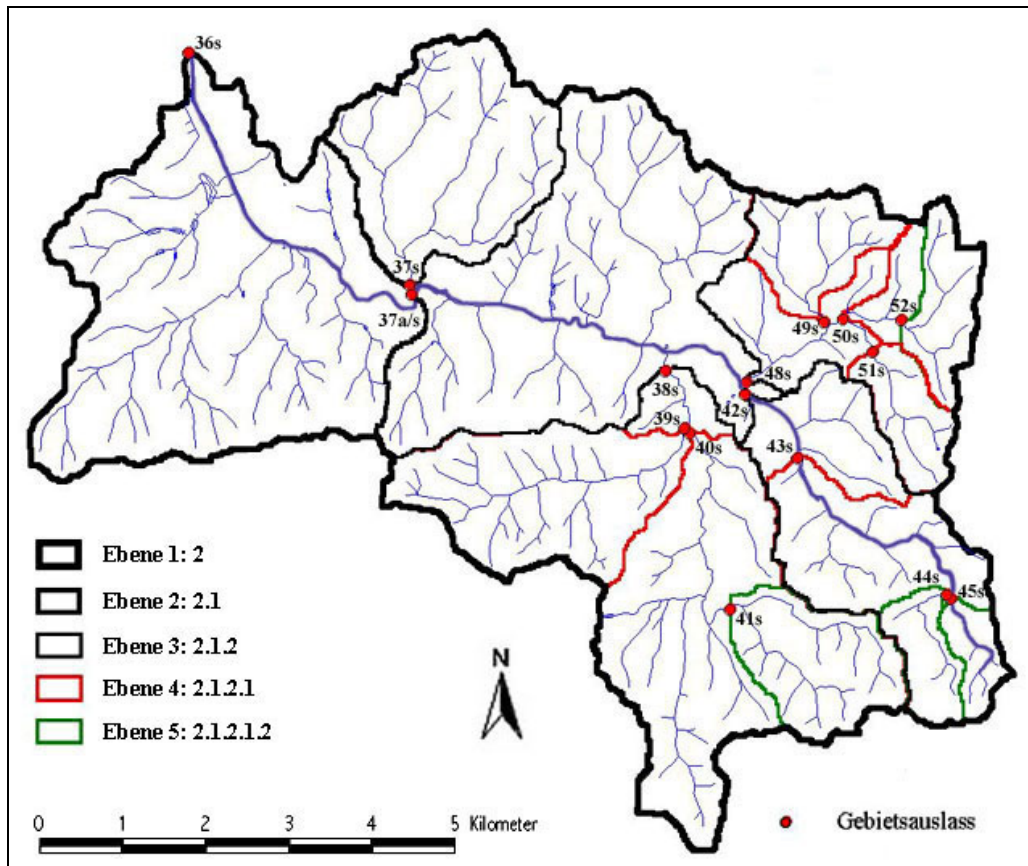 36s
37s
37a/s
49s
50s
52s
51s
48s
38s
42s
39s
40s
43s
44s
45s
41s
Ebene 1: 2
Ebene 2: 2.1
Ebene 3: 2.1.2
Ebene 4: 2.1.2.1
Ebene 5: 2.1.2.1.2
N
0 1 2 3 4 5 Kilometer
Gebietsauslass